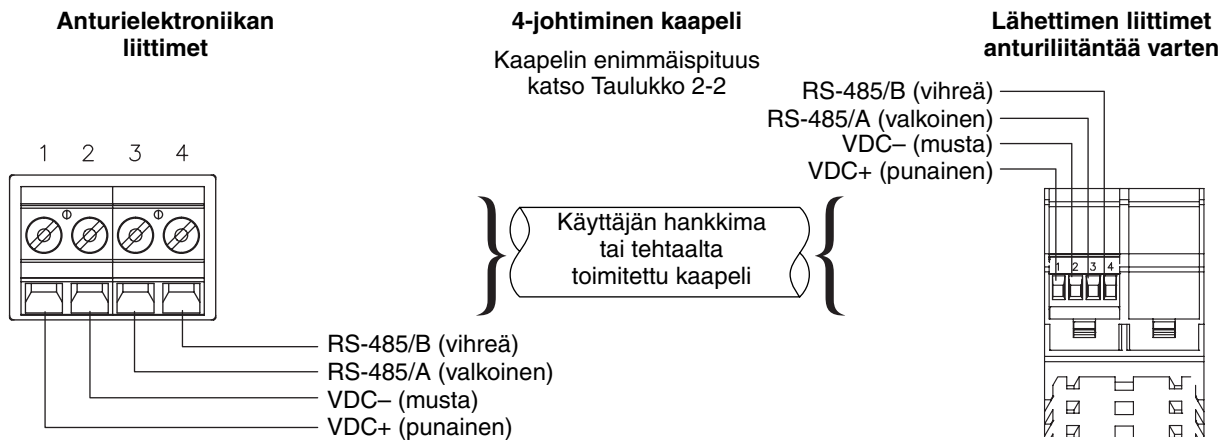 Anturielektroniikan
liittimet
4-johtiminen kaapeli
Kaapelin enimmäispituus
katso Taulukko 2-2
Lähettimen liittimet
anturiliitäntää varten
RS-485/B (vihreä)
RS-485/A (valkoinen)
VDC– (musta)
VDC+ (punainen)
1 2 3 4
Käyttäjän hankkima
tai tehtaalta
toimitettu kaapeli
1 2 3 4
RS-485/B (vihreä)
RS-485/A (valkoinen)
VDC– (musta)
VDC+ (punainen)